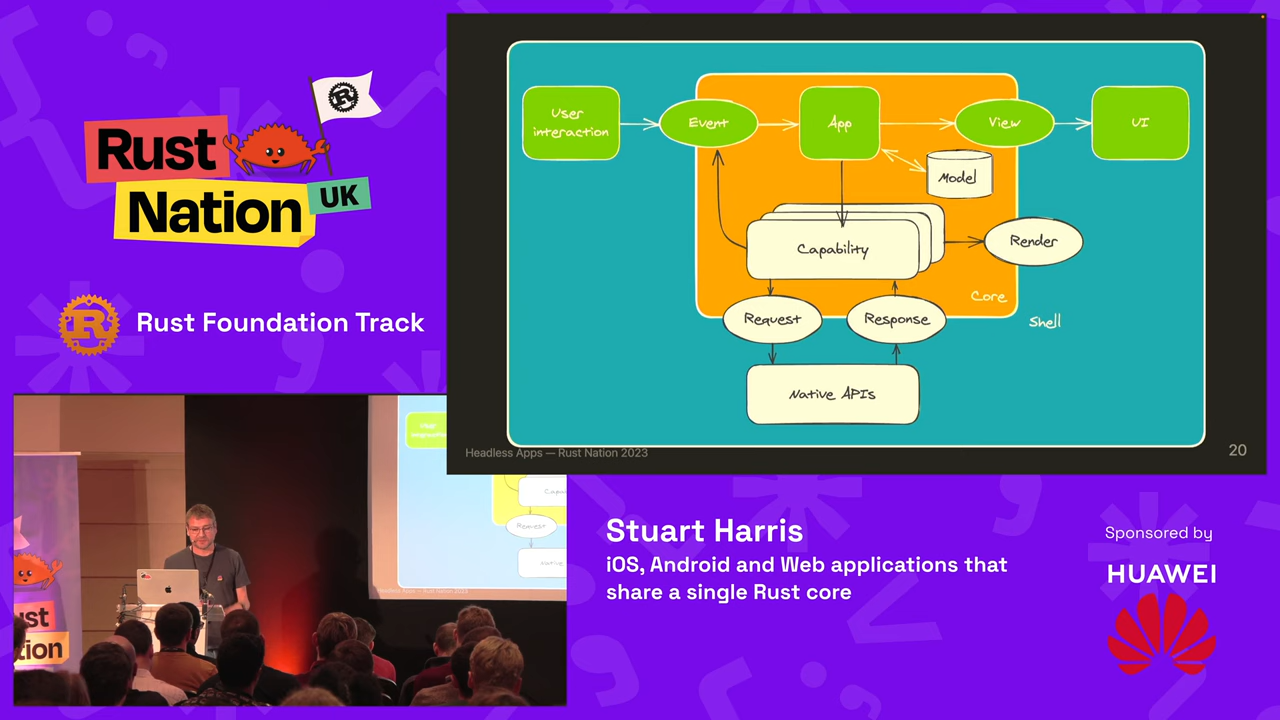 Rust
Nation
UK
Rust Foundation Track
User
interaction
Event
App
View
UI
Model
Capability
Render
Core
Request
Response
Shell
Native APIs
Headless Apps — Rust Nation 2023
20
Stuart Harris
iOS, Android and Web applications that
share a single Rust core
Sponsored by
HUAWEI
Request